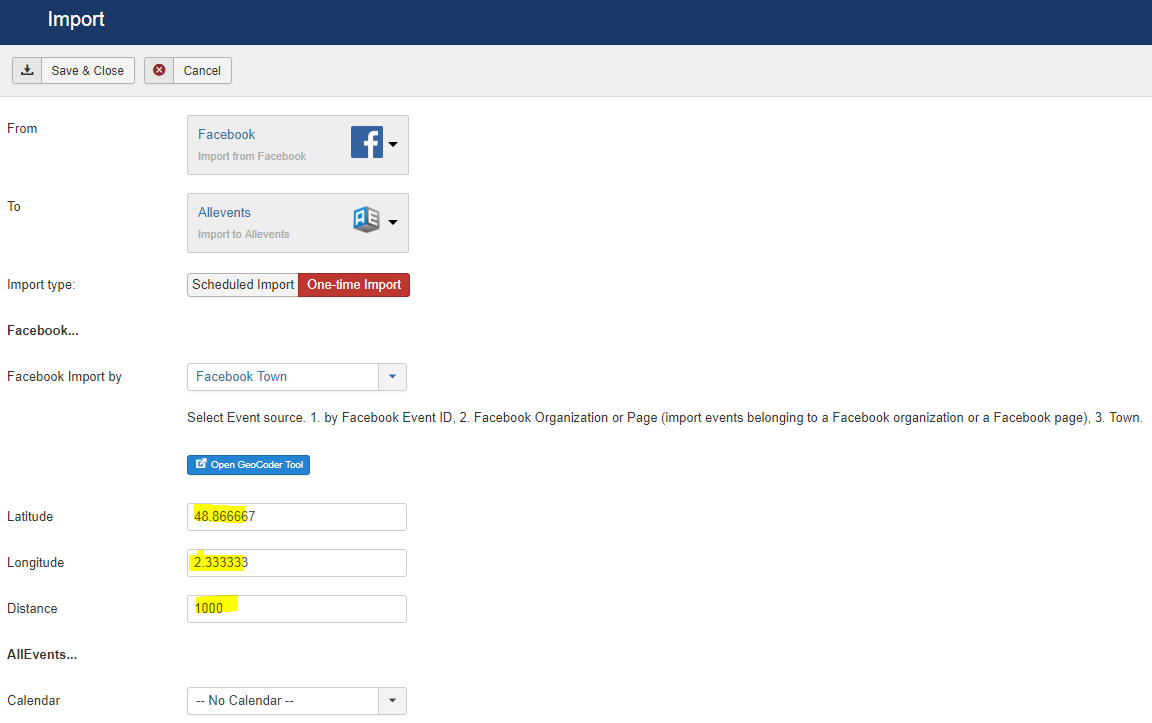 Import
Save & Close
Cancel
From
Facebook
Import from Facebook
To
Allevents
Import to Allevents
Import type:
Scheduled Import
One-time Import
Facebook...
Facebook Import by
Facebook Town
Select Event source. 1. by Facebook Event ID, 2. Facebook Organization or Page (import events belonging to a Facebook organization or a Facebook page), 3. Town.
Open GeoCoder Tool
Latitude
48.866667
Longitude
2.333333
Distance
1000
AllEvents...
Calendar
-- No Calendar --